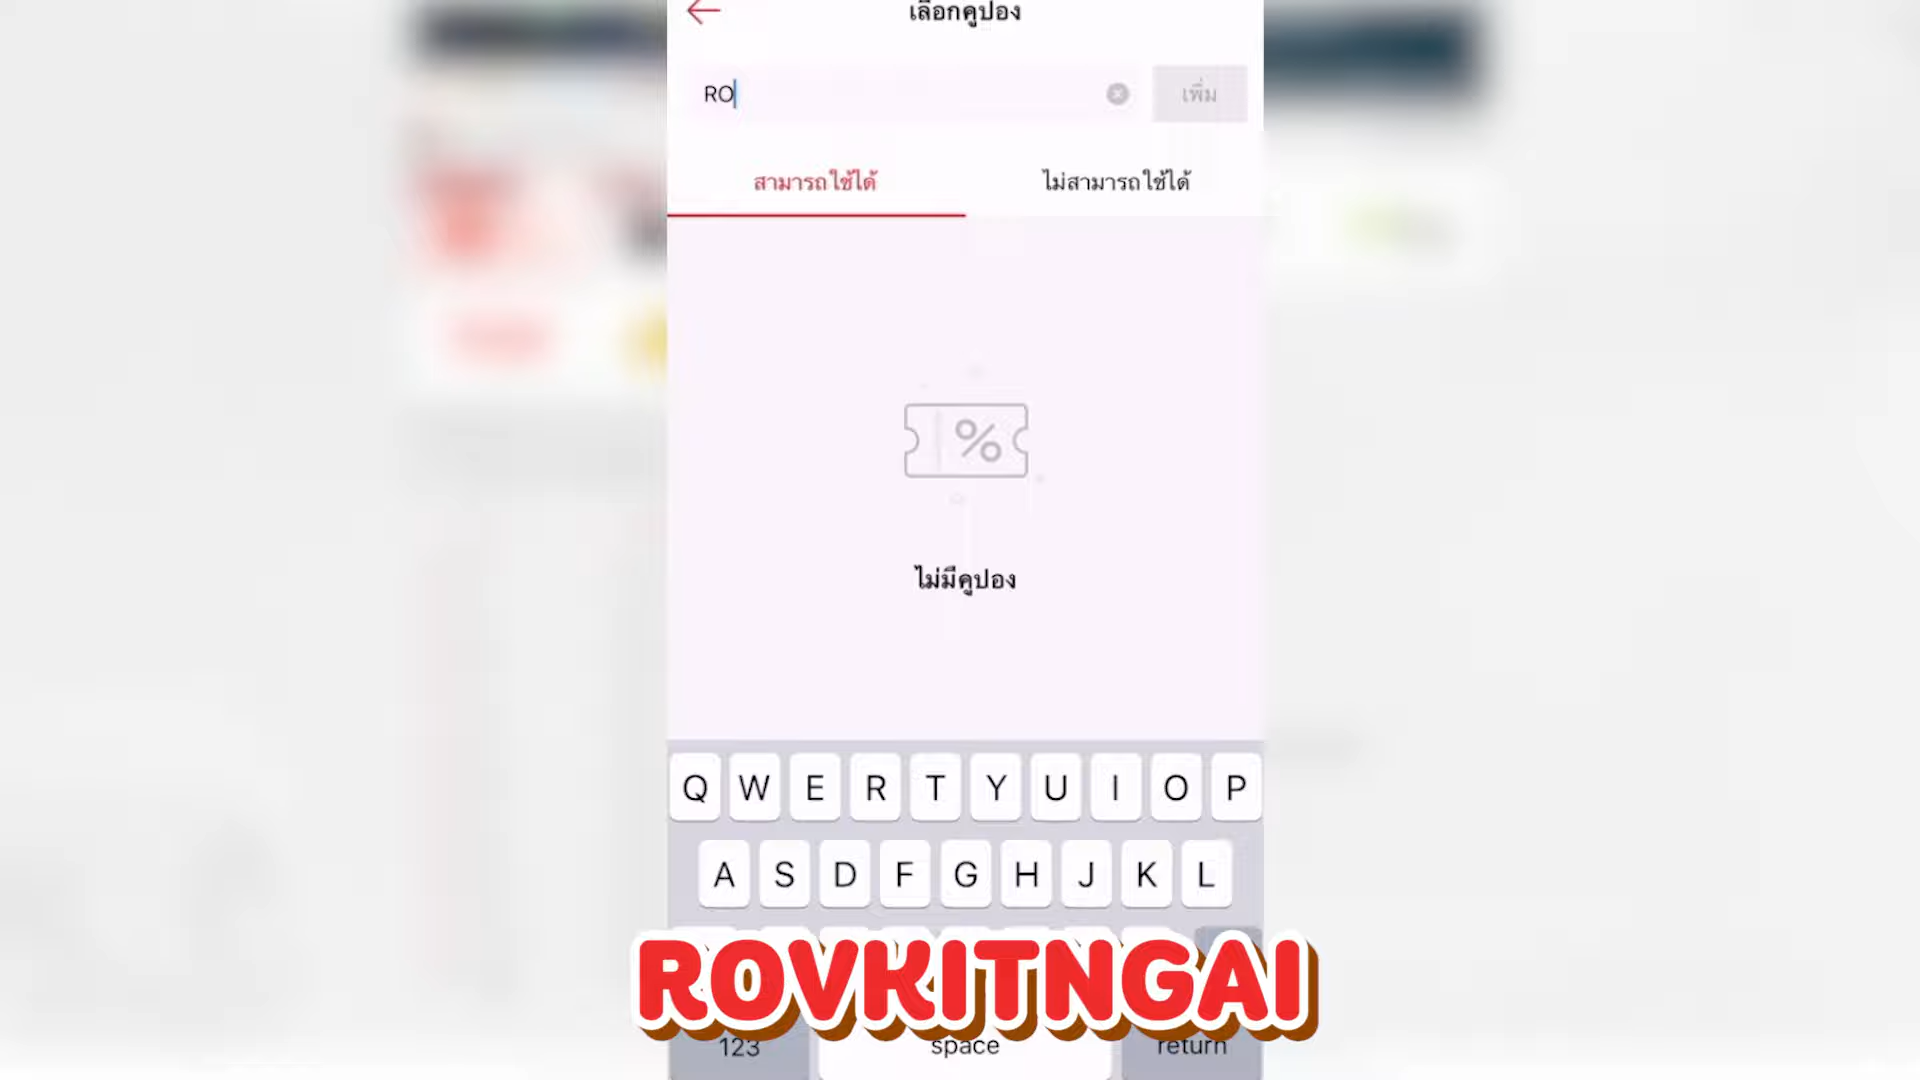 เลือกคูปอง
RO
เพิ่ม
สามารถใช้ได้
ไม่สามารถใช้ได้
%
ไม่มีคูปอง
Q W E R T Y U I O P
A S D F G H J K L
ROVKITNGAI
123
space
return